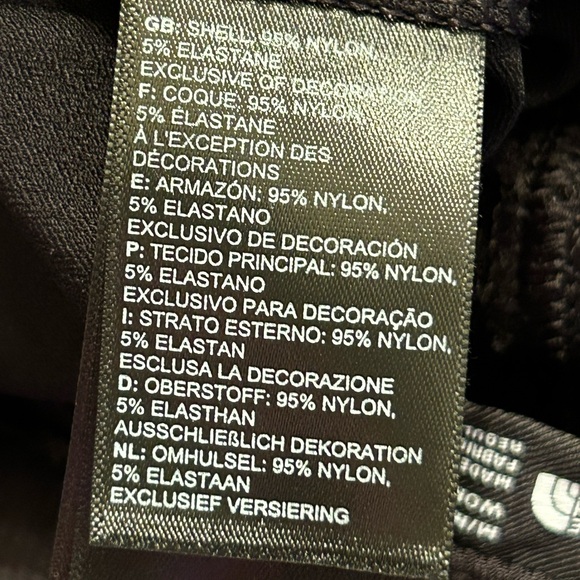 GB: SHELL: 95% NYLON,
5% ELASTANE
EXCLUSIVE OF DECORATION
F: COQUE: 95% NYLON,
5% ÉLASTANE
À L'EXCEPTION DES
DÉCORATIONS
E: ARMAZÓN: 95% NYLON,
5% ELASTANO
EXCLUSIVO DE DECORACIÓN
P: TECIDO PRINCIPAL: 95% NYLON,
5% ELASTANO
EXCLUSIVO PARA DECORAÇÃO
I: STRATO ESTERNO: 95% NYLON,
5% ELASTAN
ESCLUSA LA DECORAZIONE
D: OBERSTOFF: 95% NYLON,
5% ELASTHAN
AUSSCHLIEßLICH DEKORATION
NL: OMHULSEL: 95% NYLON,
5% ELASTAAN
EXCLUSIEF VERSIERING
MADE